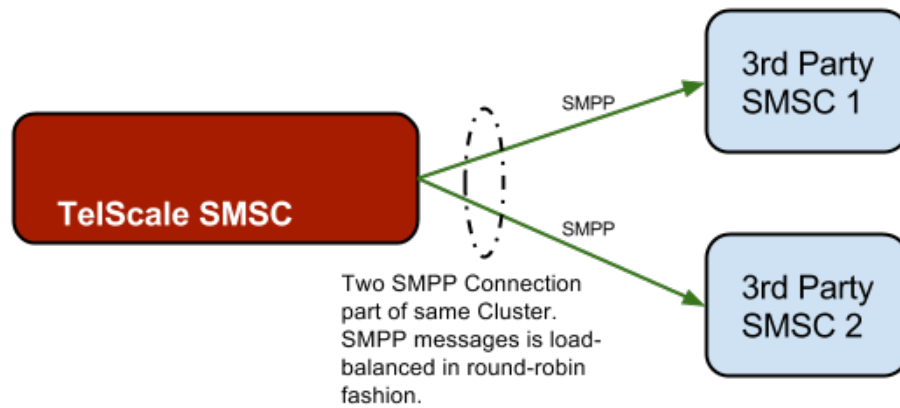 3rd Party
SMSC 1
SMPP
TelScale SMSC
SMPP
Two SMPP Connection
part of same Cluster.
SMPP messages is load-
balanced in round-robin
fashion.
3rd Party
SMSC 2